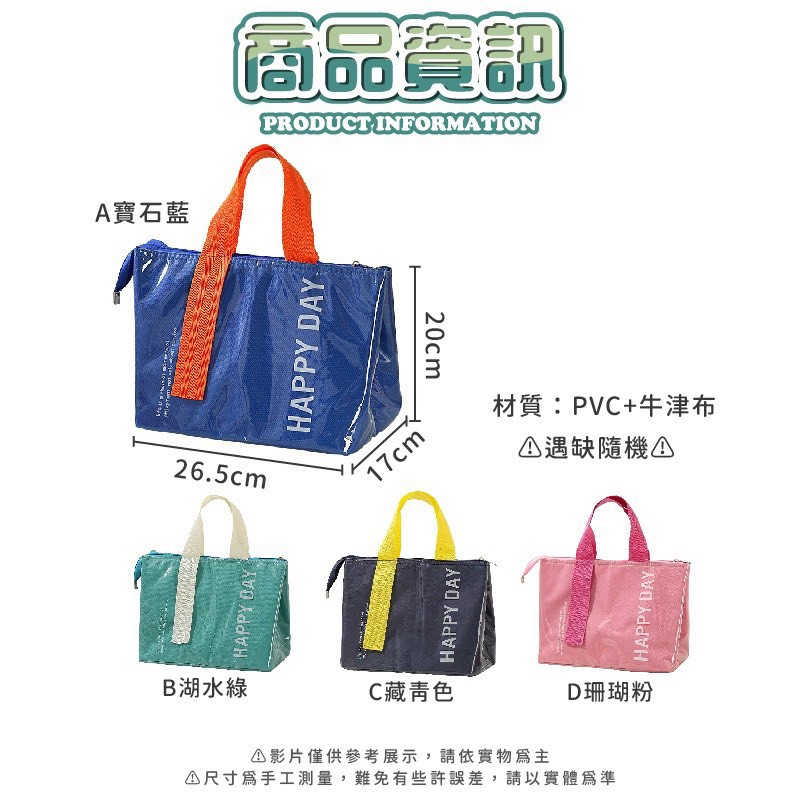 商品資訊
PRODUCT INFORMATION
A寶石藍
HAPPY DAY
20cm
26.5cm
17cm
材質：PVC+牛津布
⚠遇缺隨機⚠
HAPPY DAY
HAPPY DAY
HAPPY DAY
B湖水綠
C藏青色
D珊瑚粉
⚠影片僅供參考展示，請依實物為主
⚠尺寸為手工測量，難免有些許誤差，請以實體為準